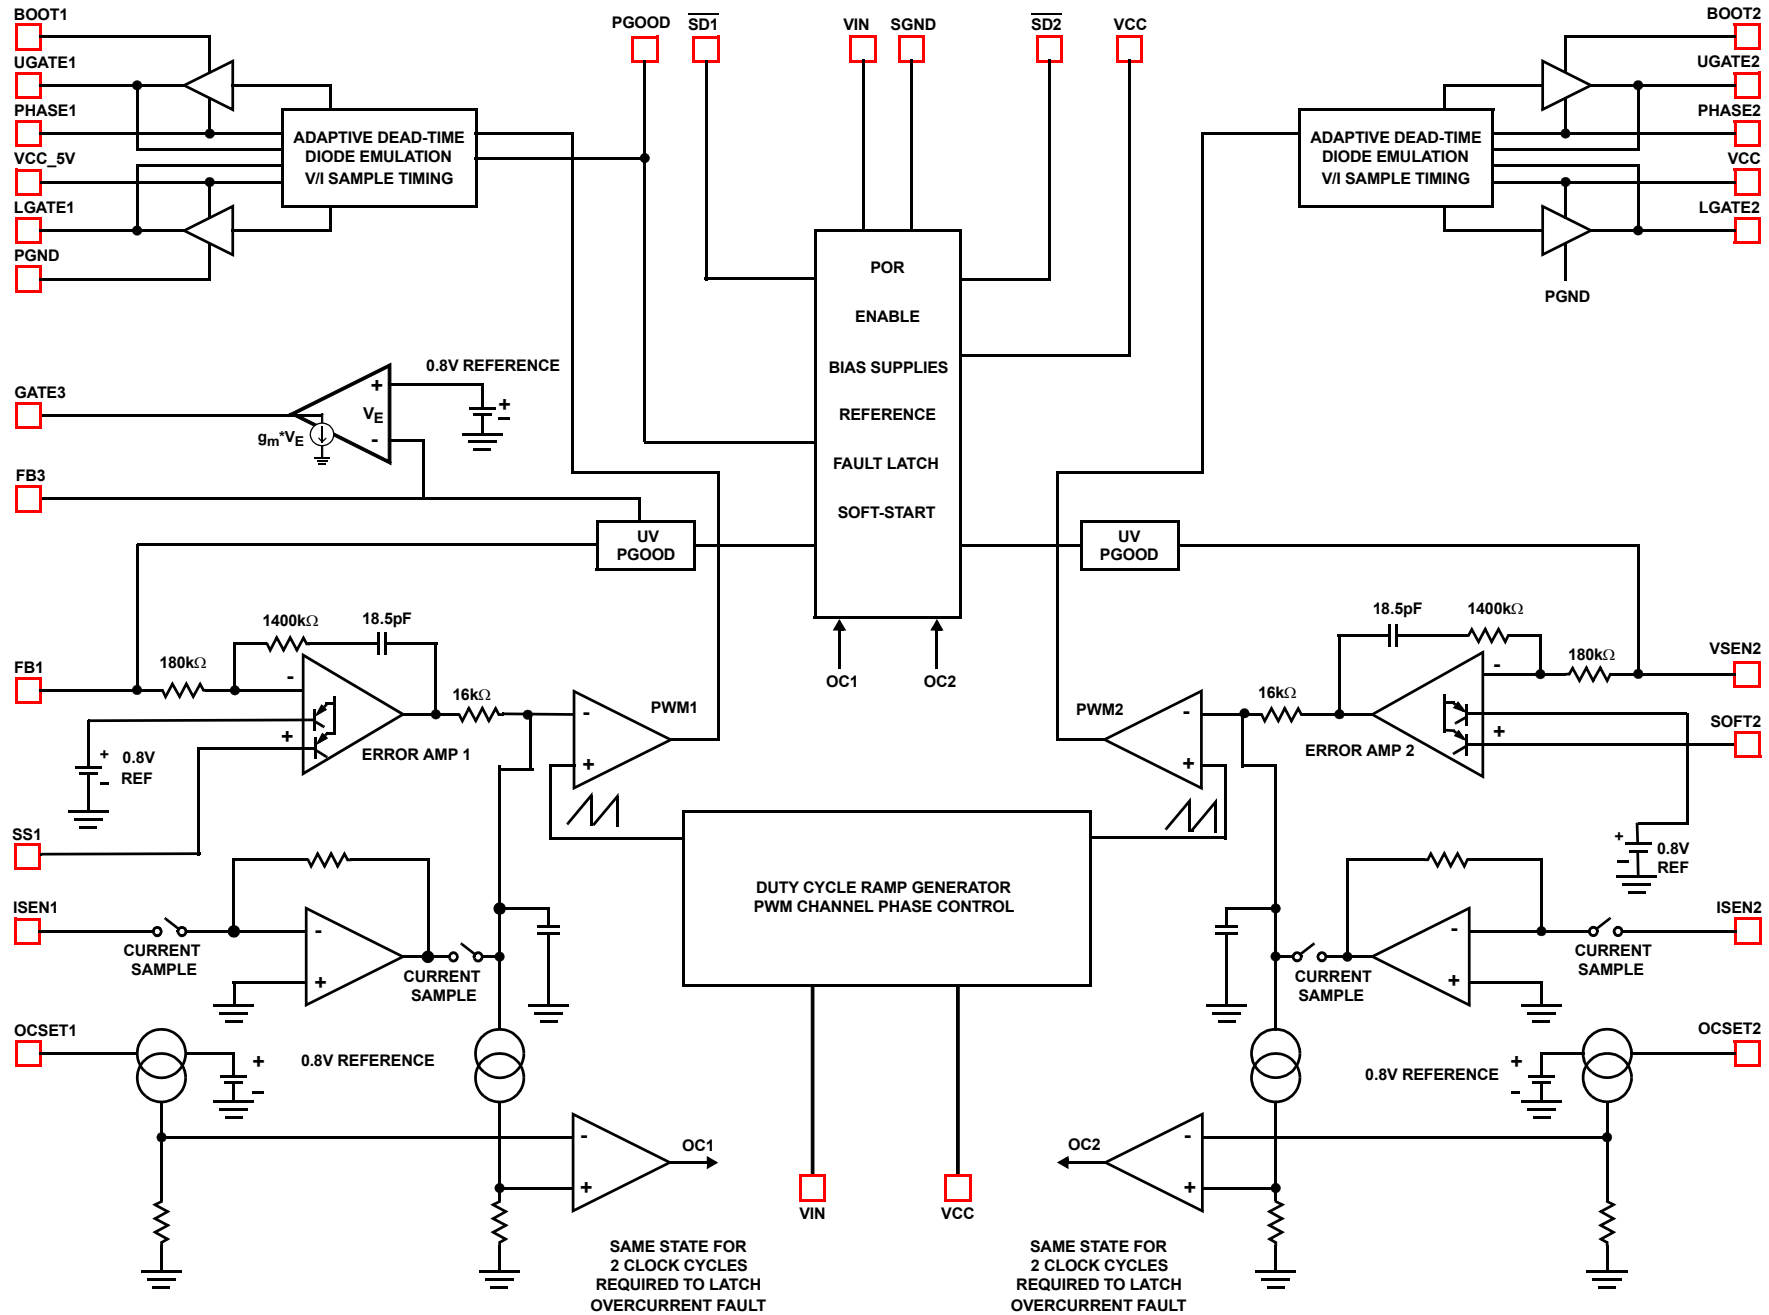 BOOT1
PGOOD
SD1
VIN
SGND
SD2
VCC
BOOT2
UGATE1
UGATE2
PHASE1
PHASE2
ADAPTIVE DEAD-TIME
DIODE EMULATION
V/I SAMPLE TIMING
ADAPTIVE DEAD-TIME
DIODE EMULATION
V/I SAMPLE TIMING
VCC_5V
VCC
LGATE1
LGATE2
PGND
PGND
POR
ENABLE
BIAS SUPPLIES
REFERENCE
FAULT LATCH
SOFT-START
0.8V REFERENCE
GATE3
+
VE
-
gm*VE
+
-
FB3
UV
PGOOD
UV
PGOOD
OC1
OC2
1400kΩ
18.5pF
18.5pF
1400kΩ
FB1
180kΩ
180kΩ
VSEN2
-
16kΩ
-
PWM1
+
+
ERROR AMP 1
+
0.8V
-
REF
PWM2
-
16kΩ
-
SOFT2
+
+
ERROR AMP 2
SS1
+
0.8V
-
REF
DUTY CYCLE RAMP GENERATOR
PWM CHANNEL PHASE CONTROL
ISEN1
ISEN2
CURRENT
SAMPLE
-
+
CURRENT
SAMPLE
CURRENT
SAMPLE
-
+
CURRENT
SAMPLE
OCSET1
OCSET2
+
-
0.8V REFERENCE
0.8V REFERENCE
+
-
-
OC1
+
OC2
-
+
VIN
VCC
SAME STATE FOR
2 CLOCK CYCLES
REQUIRED TO LATCH
OVERCURRENT FAULT
SAME STATE FOR
2 CLOCK CYCLES
REQUIRED TO LATCH
OVERCURRENT FAULT